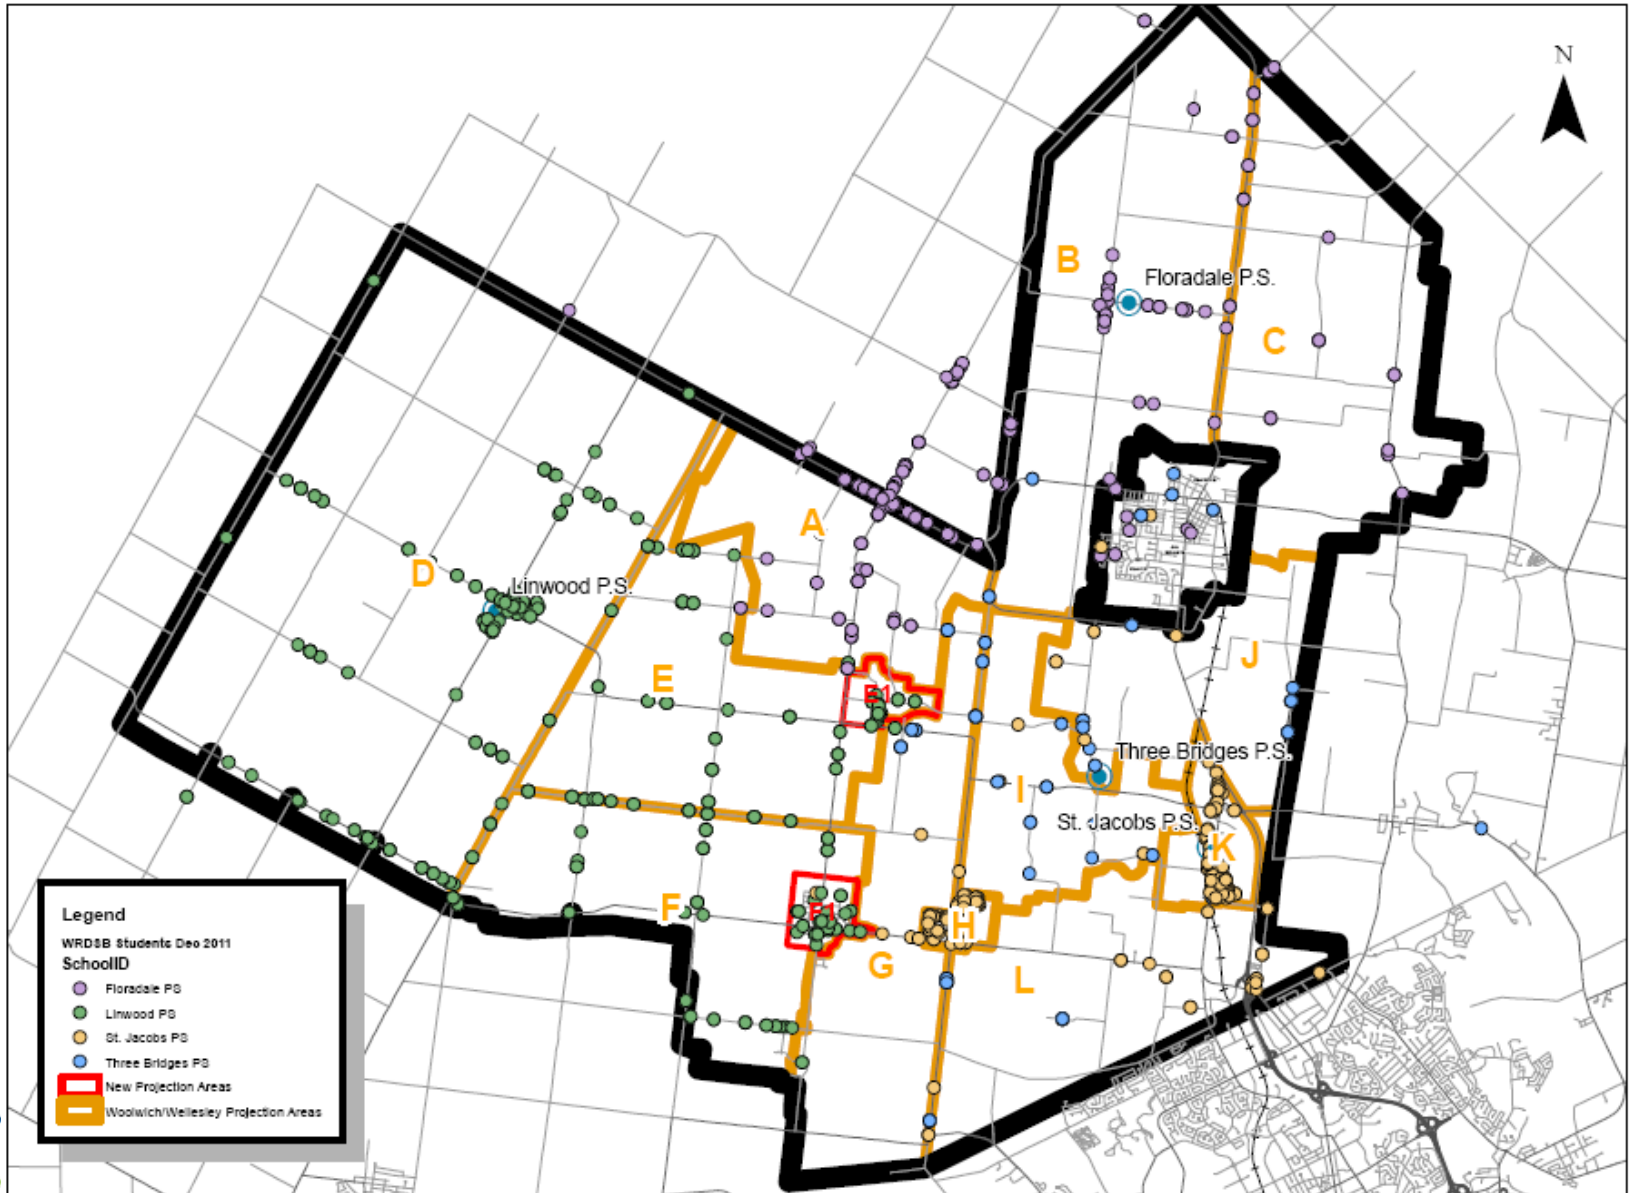 N
B
Floradale P.S.
C
A
D
Linwood P.S.
J
E
E1
Three Bridges P.S.
I
St. Jacobs P.S.
K
F
F1
H
G
L
Legend
WRDSB Students Dec 2011
SchoolID
Floradale PS
Linwood PS
St. Jacobs PS
Three Bridges PS
New Projection Areas
Woolwich/Wellesley Projection Areas